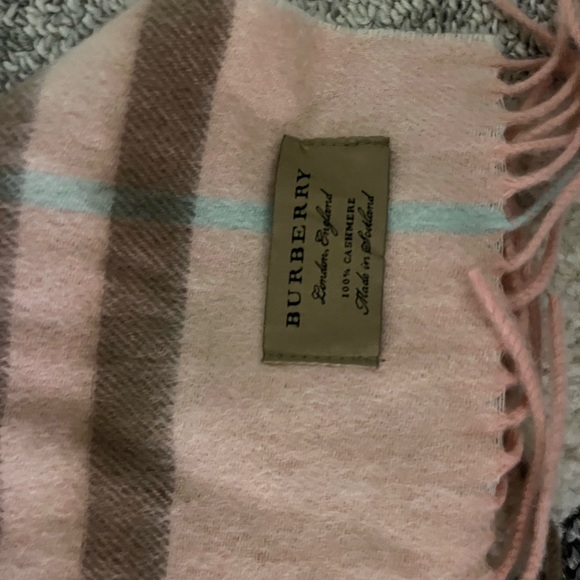 BURBERRY
London, England
100% CASHMERE
Made in Scotland